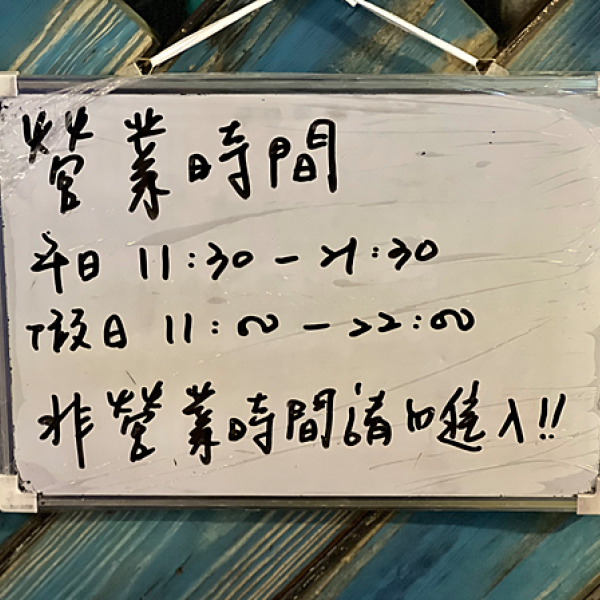 營業時間
平日 11:30 - 21:30
假日 11:00 - 22:00
非營業時間請勿進入!!